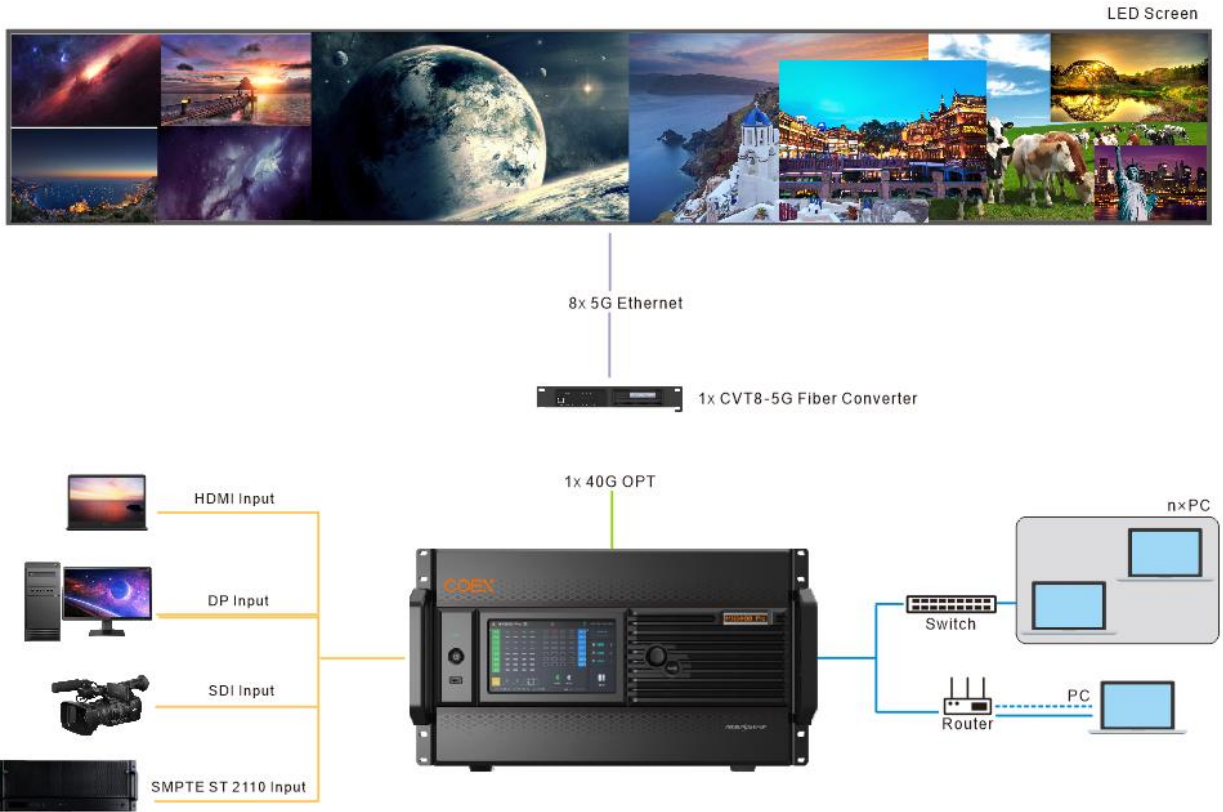 LED Screen
8x 5G Ethernet
1x CVT8-5G Fiber Converter
1x 40G OPT
HDMI Input
n×PC
COEX
DP Input
Switch
SDI Input
PC
Router
SMPTE ST 2110 Input